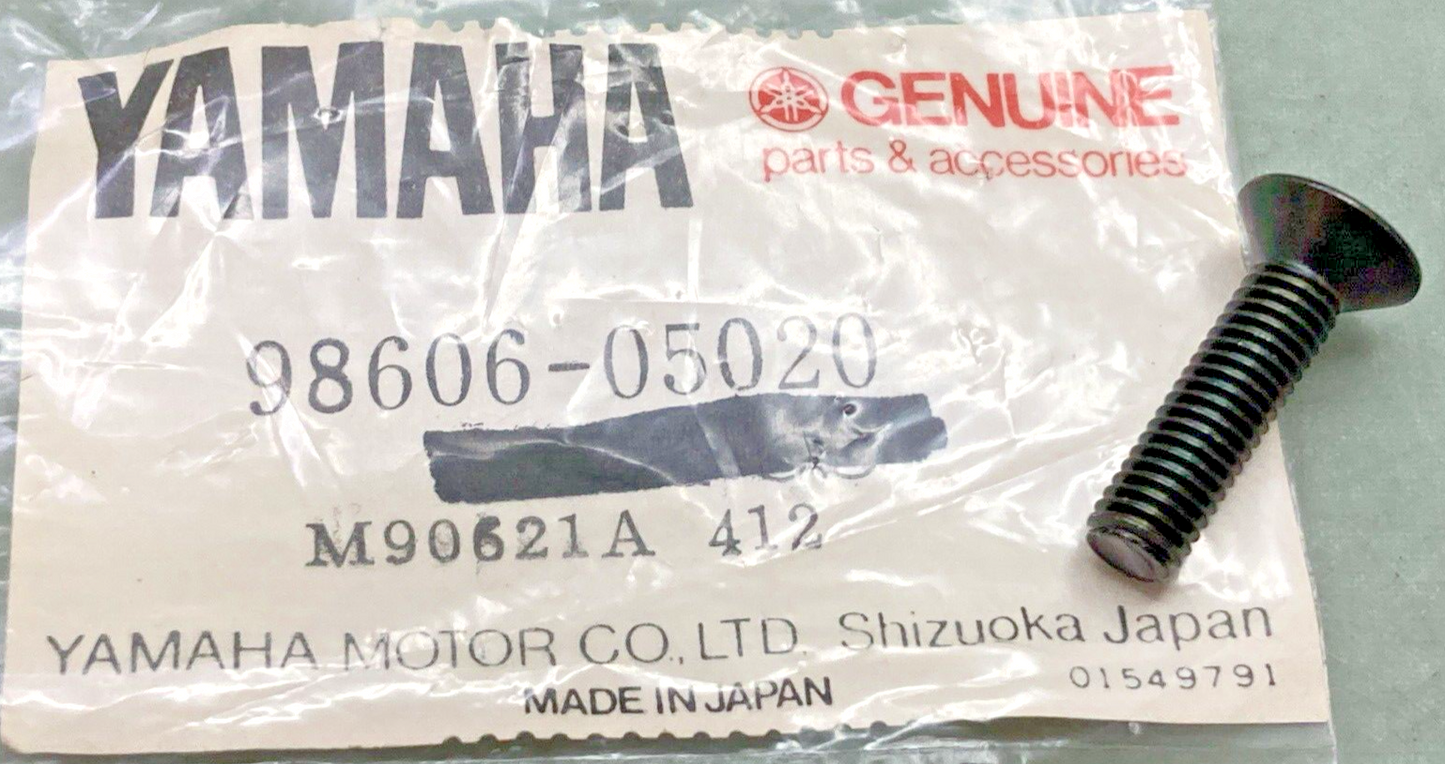 YAMAHA
GENUINE
parts & accessories
98606-05020
M90621A 412
YAMAHA MOTOR CO., LTD. Shizuoka Japan
01549791
MADE IN JAPAN